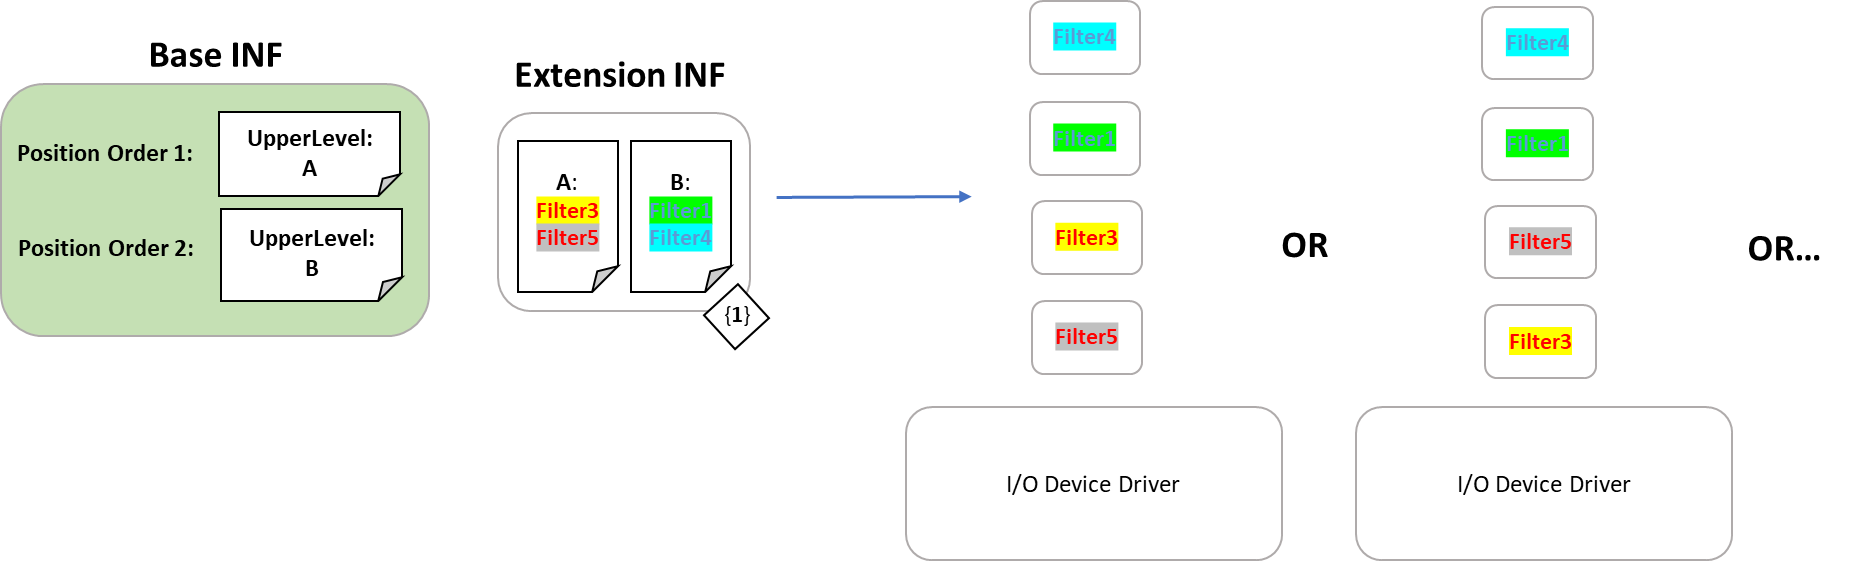 Base INF
Position Order 1:
UpperLevel:
A
Position Order 2:
UpperLevel:
B
Extension INF
A:
Filter3
Filter5
B:
Filter1
Filter4
{1}
Filter4
Filter1
Filter3
Filter5
I/O Device Driver
OR
Filter4
Filter1
Filter5
Filter3
I/O Device Driver
OR...